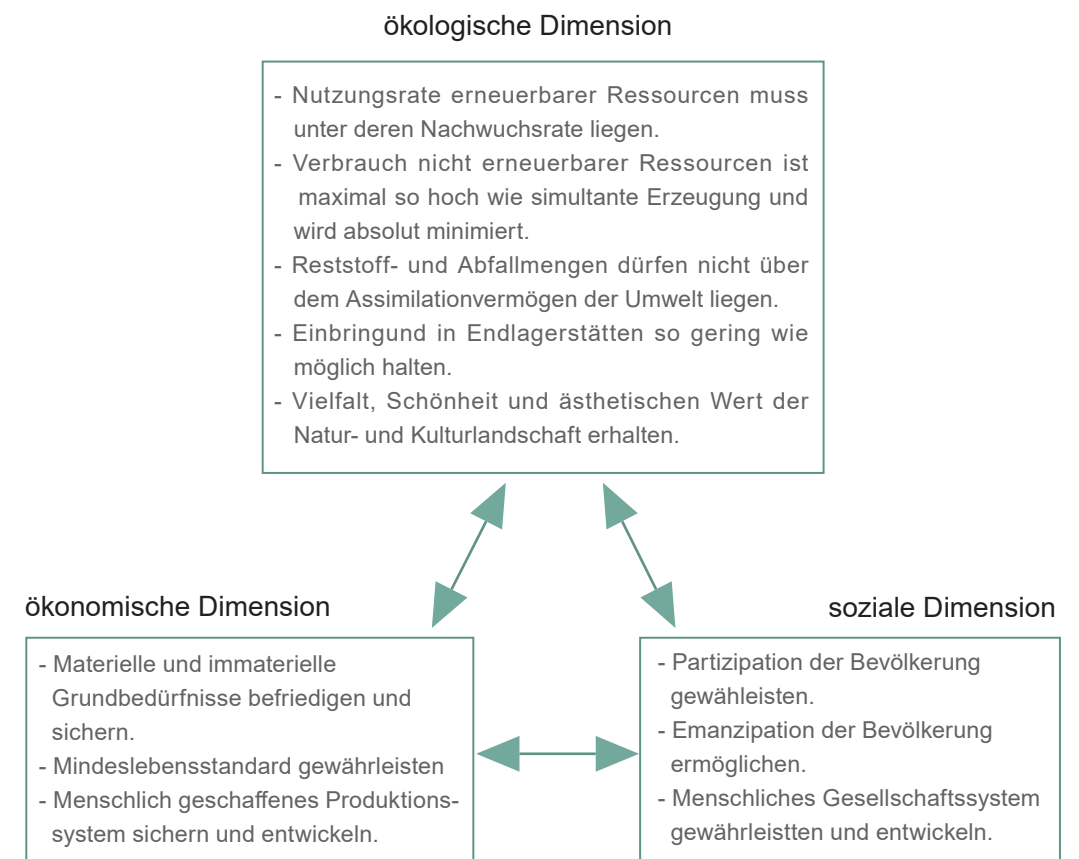 ökologische Dimension
- Nutzungsrate erneuerbarer Ressourcen muss
unter deren Nachwuchsrate liegen.
- Verbrauch nicht erneuerbarer Ressourcen ist
maximal so hoch wie simultante Erzeugung und
wird absolut minimiert.
- Reststoff- und Abfallmengen dürfen nicht über
dem Assimilationvermögen der Umwelt liegen.
- Einbringund in Endlagerstätten so gering wie
möglich halten.
- Vielfalt, Schönheit und ästhetischen Wert der
Natur- und Kulturlandschaft erhalten.
ökonomische Dimension
- Materielle und immaterielle
Grundbedürfnisse befriedigen und
sichern.
- Mindeslebensstandard gewährleisten
- Menschlich geschaffenes Produktions-
system sichern und entwickeln.
soziale Dimension
- Partizipation der Bevölkerung
gewähleisten.
- Emanzipation der Bevölkerung
ermöglichen.
- Menschliches Gesellschaftssystem
gewährleistten und entwickeln.